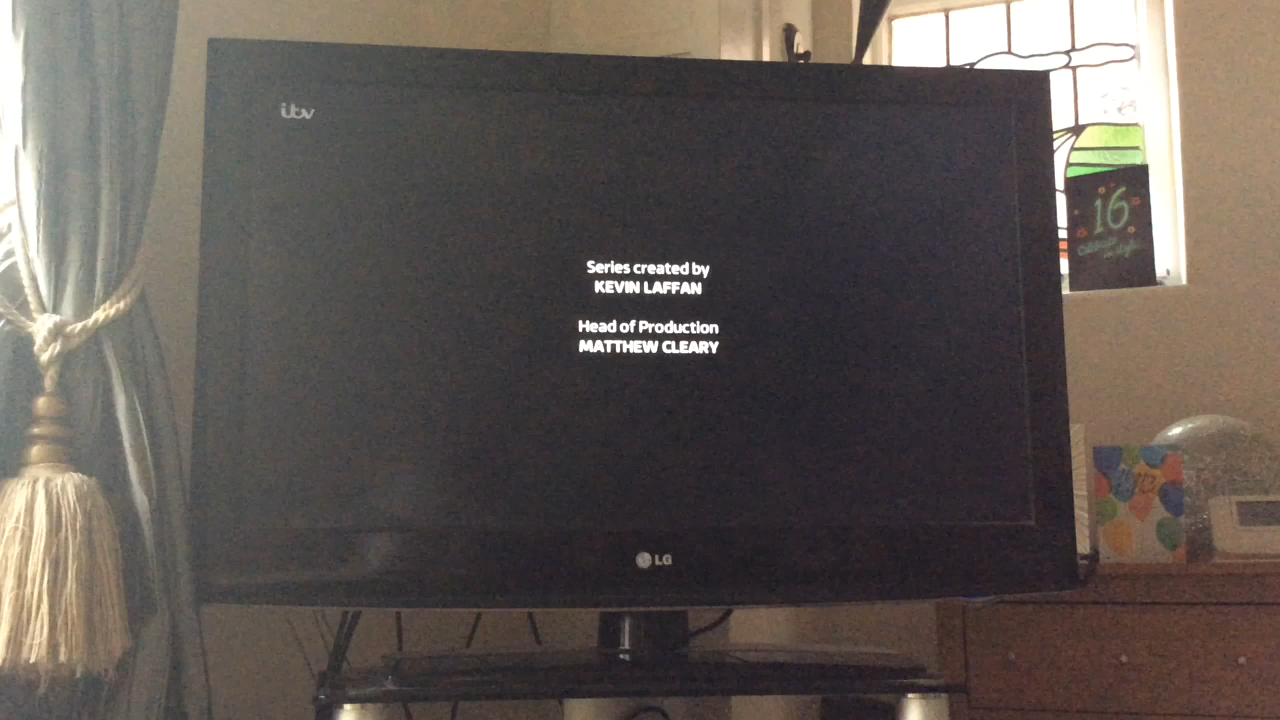 itv
Series created by
KEVIN LAFFAN
Head of Production
MATTHEW CLEARY
LG
16